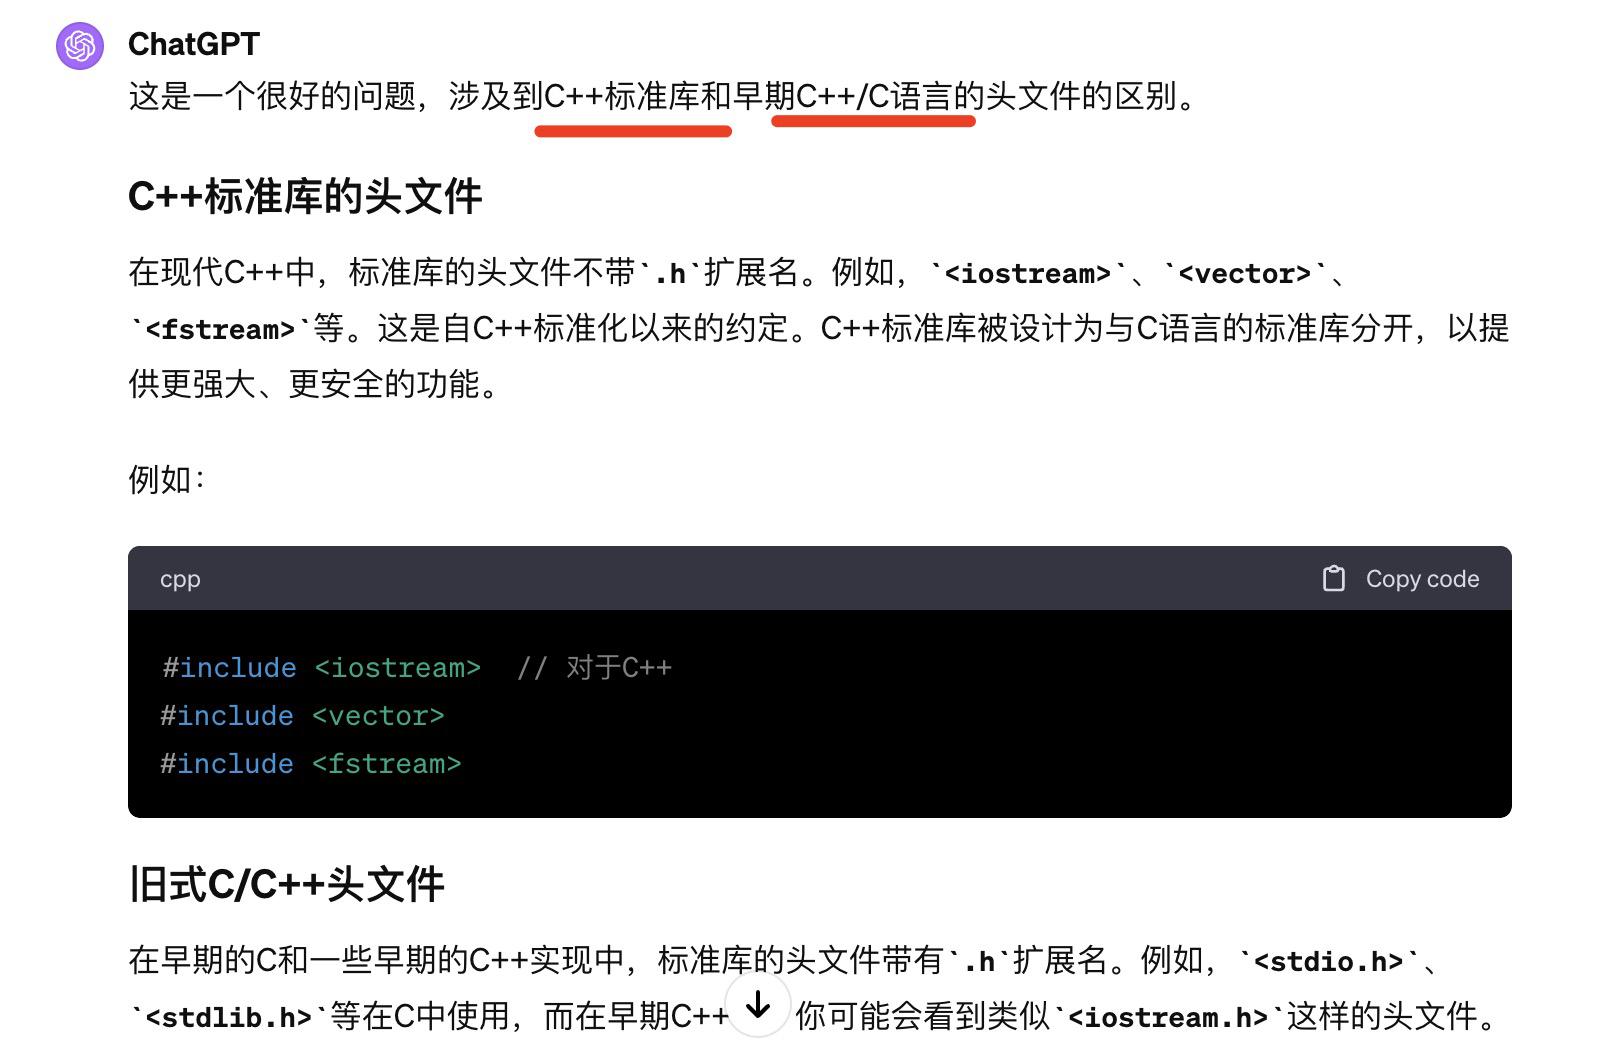 ChatGPT
这是一个很好的问题，涉及到C++标准库和早期C++/C语言的头文件的区别。
C++标准库的头文件
在现代C++中，标准库的头文件不带`.h`扩展名。例如，`<iostream>`、`<vector>`、
`<fstream>`等。这是自C++标准化以来的约定。C++标准库被设计为与C语言的标准库分开，以提
供更强大、更安全的功能。
例如：
cpp
Copy code
#include <iostream>  // 对于C++
#include <vector>
#include <fstream>
旧式C/C++头文件
在早期的C和一些早期的C++实现中，标准库的头文件带有`.h`扩展名。例如，`<stdio.h>`、
`<stdlib.h>`等在C中使用，而在早期C++ 你可能会看到类似`<iostream.h>`这样的头文件。